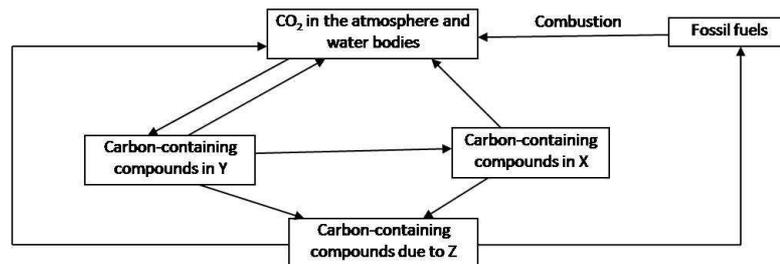 CO₂ in the atmosphere and
water bodies
Combustion
Fossil fuels
Carbon-containing
compounds in Y
Carbon-containing
compounds in X
Carbon-containing
compounds due to Z